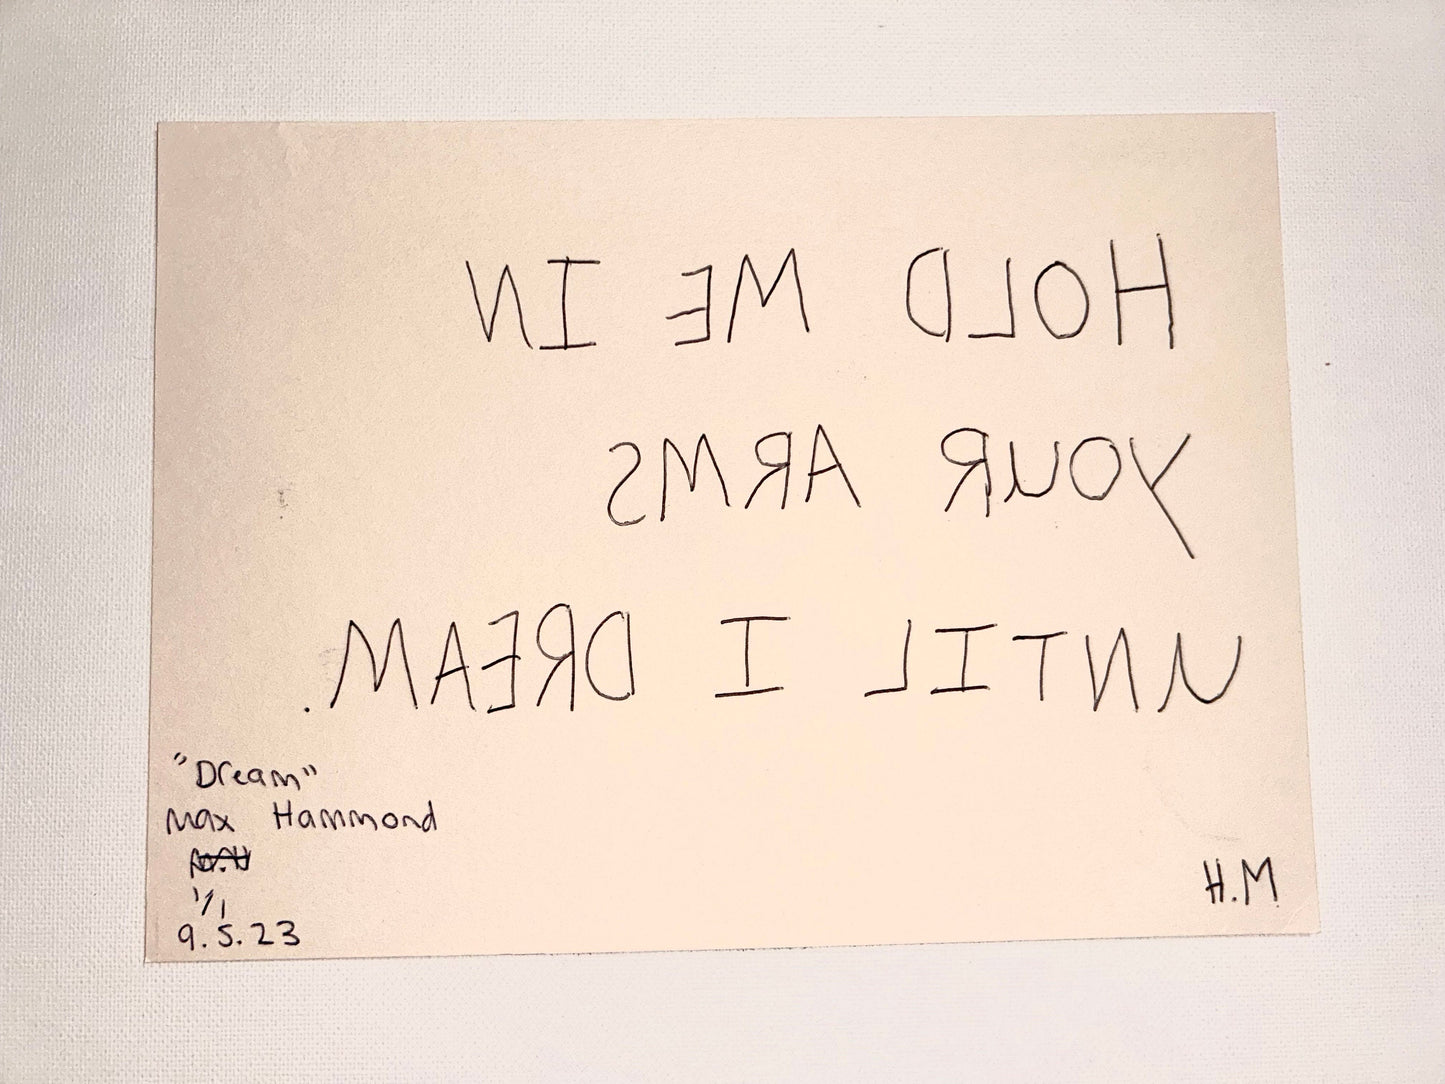 HOLD ME IN
YOUR ARMS
UNTIL I DREAM.
"Dream"
Max Hammond
1/1
9.5.23
H.M